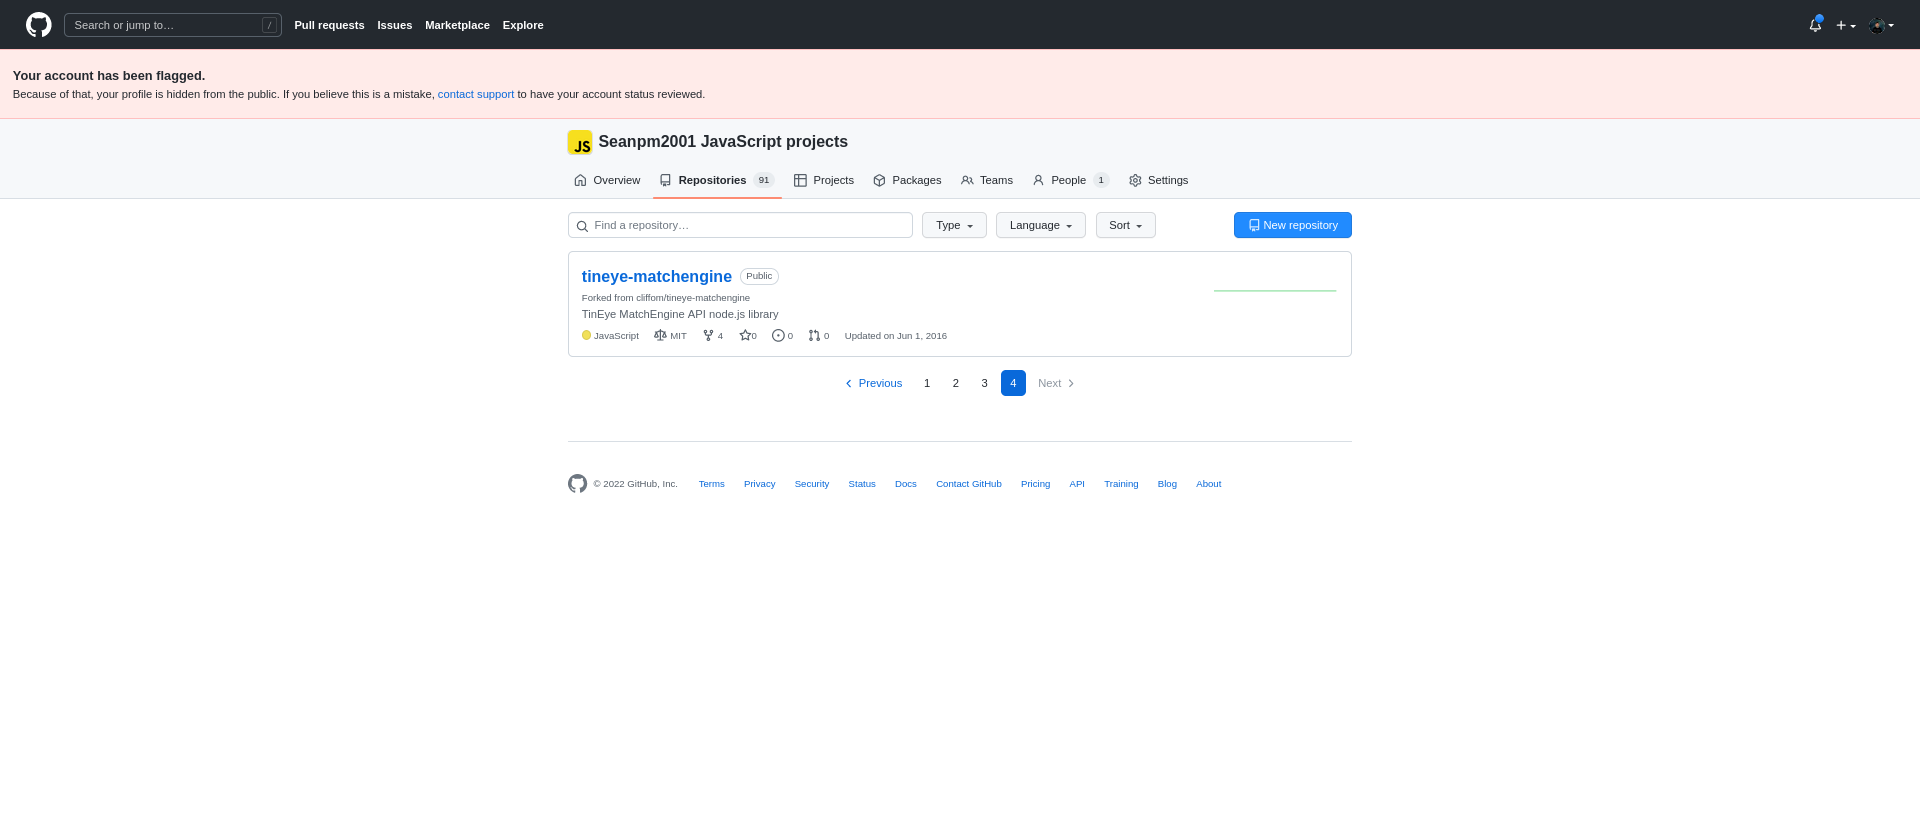 Search or jump to… / Pull requests Issues Marketplace Explore
Your account has been flagged.
Because of that, your profile is hidden from the public. If you believe this is a mistake, contact support to have your account status reviewed.
JS Seanpm2001 JavaScript projects
Overview Repositories 91 Projects Packages Teams People 1 Settings
Find a repository… Type Language Sort New repository
tineye-matchengine Public
Forked from cliffom/tineye-matchengine
TinEye MatchEngine API node.js library
JavaScript MIT 4 0 0 0 Updated on Jun 1, 2016
Previous 1 2 3 4 Next
© 2022 GitHub, Inc. Terms Privacy Security Status Docs Contact GitHub Pricing API Training Blog About